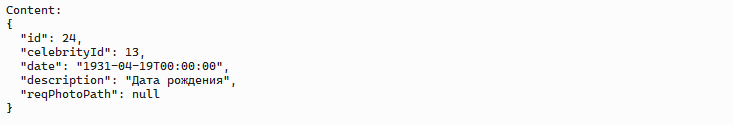 Content:
{
  "id": 24,
  "celebrityId": 13,
  "date": "1931-04-19T00:00:00",
  "description": "Дата рождения",
  "reqPhotoPath": null
}